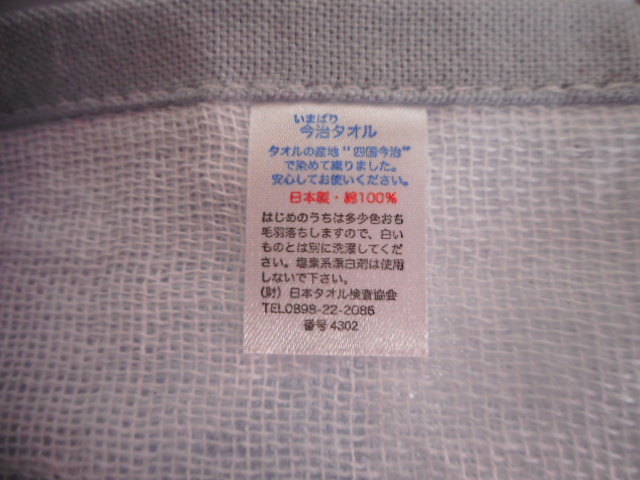 いまばり
今治タオル
タオルの産地"四国今治"
で染めて織りました。
安心してお使いください。
日本製・綿100%
はじめのうちは多少色おち
毛羽落ちしますので、白い
ものとは別に洗濯してくだ
さい。塩素系漂白剤は使用
しないで下さい。
(財)日本タオル検査協会
TEL0898-22-2086
番号4302